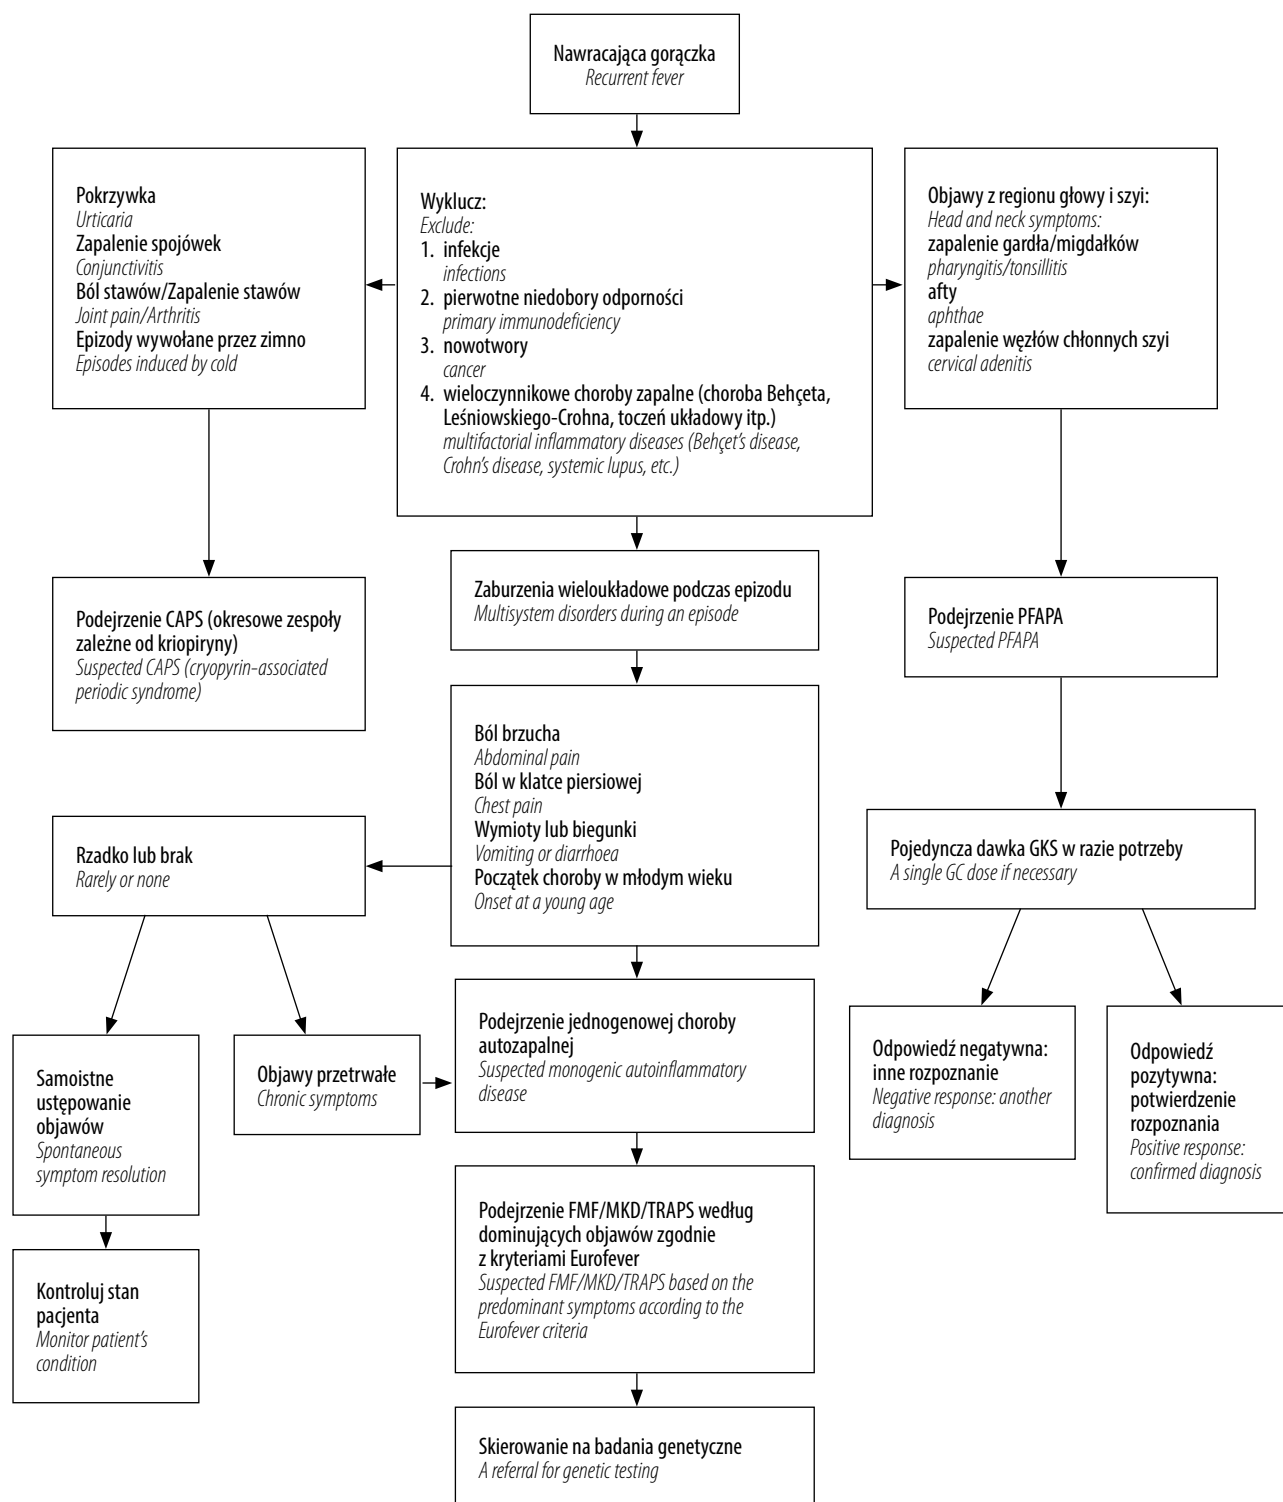 Nawracająca gorączka
Recurrent fever
Pokrzywka
Urticaria
Zapalenie spojówek
Conjunctivitis
Ból stawów/Zapalenie stawów
Joint pain/Arthritis
Epizody wywołane przez zimno
Episodes induced by cold
Wyklucz:
Exclude:
1. infekcje
infections
2. pierwotne niedobory odporności
primary immunodeficiency
3. nowotwory
cancer
4. wieloczynnikowe choroby zapalne (choroba Behçeta,
Leśniowskiego-Crohna, toczeń układowy itp.)
multifactorial inflammatory diseases (Behçet's disease,
Crohn's disease, systemic lupus, etc.)
Objawy z regionu głowy i szyi:
Head and neck symptoms:
zapalenie gardła/migdałków
pharyngitis/tonsillitis
afty
aphthae
zapalenie węzłów chłonnych szyi
cervical adenitis
Podejrzenie CAPS (okresowe zespoły
zależne od kriopiryny)
Suspected CAPS (cryopyrin-associated
periodic syndrome)
Zaburzenia wieloukładowe podczas epizodu
Multisystem disorders during an episode
Podejrzenie PFAPA
Suspected PFAPA
Ból brzucha
Abdominal pain
Ból w klatce piersiowej
Chest pain
Wymioty lub biegunki
Vomiting or diarrhoea
Początek choroby w młodym wieku
Onset at a young age
Rzadko lub brak
Rarely or none
Pojedyncza dawka GKS w razie potrzeby
A single GC dose if necessary
Samoistne
ustępowanie
objawów
Spontaneous
symptom resolution
Objawy przetrwałe
Chronic symptoms
Podejrzenie jednogenowej choroby
autozapalnej
Suspected monogenic autoinflammatory
disease
Odpowiedź negatywna:
inne rozpoznanie
Negative response: another
diagnosis
Odpowiedź
pozytywna:
potwierdzenie
rozpoznania
Positive response:
confirmed diagnosis
Kontroluj stan
pacjenta
Monitor patient's
condition
Podejrzenie FMF/MKD/TRAPS według
dominujących objawów zgodnie
z kryteriami Eurofever
Suspected FMF/MKD/TRAPS based on the
predominant symptoms according to the
Eurofever criteria
Skierowanie na badania genetyczne
A referral for genetic testing